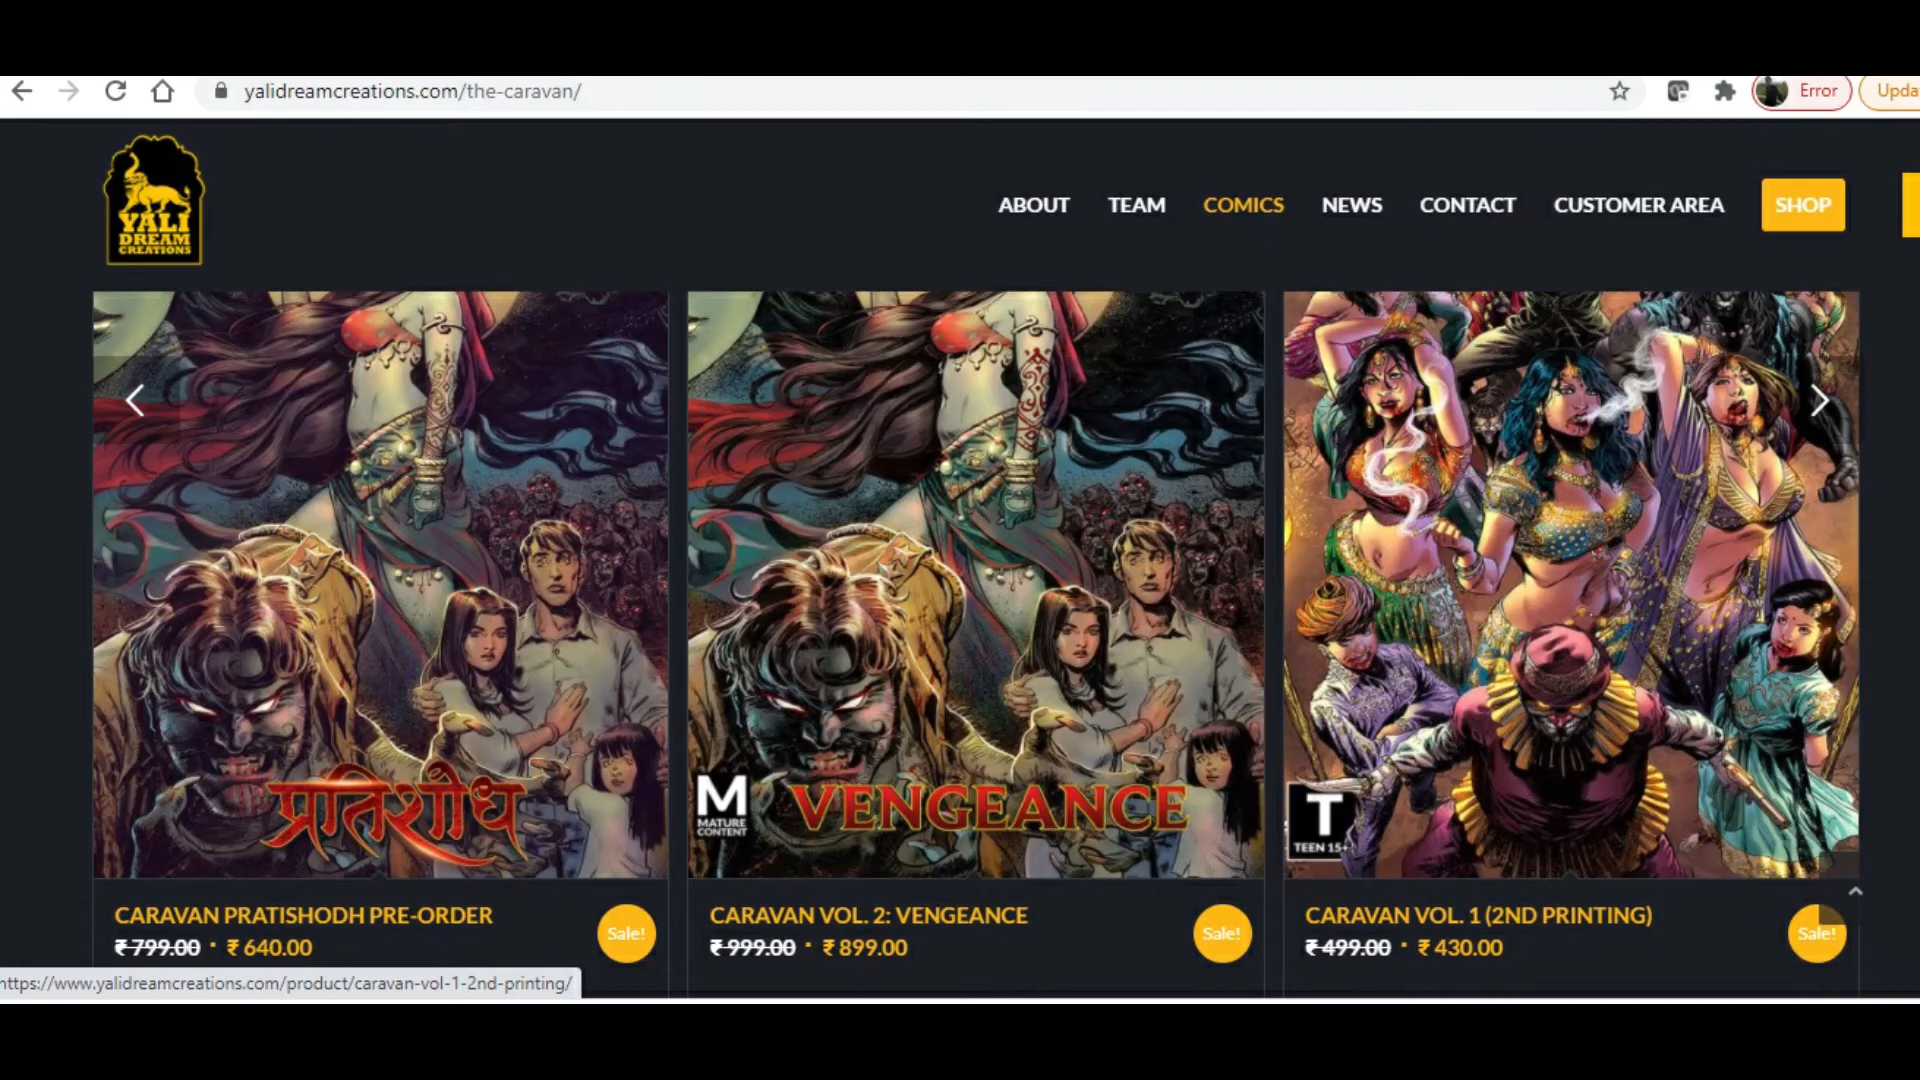 yalidreamcreations.com/the-caravan/
Error
Upda
YALI
DREAM
CREATIONS
ABOUT TEAM COMICS NEWS CONTACT CUSTOMER AREA SHOP
प्रतिशोध
M
MATURE
CONTENT
VENGEANCE
T
TEEN 15+
CARAVAN PRATISHODH PRE-ORDER
₹ 799.00 · ₹ 640.00
Sale!
CARAVAN VOL. 2: VENGEANCE
₹ 999.00 · ₹ 899.00
Sale!
CARAVAN VOL. 1 (2ND PRINTING)
₹ 499.00 · ₹ 430.00
Sale!
https://www.yalidreamcreations.com/product/caravan-vol-1-2nd-printing/